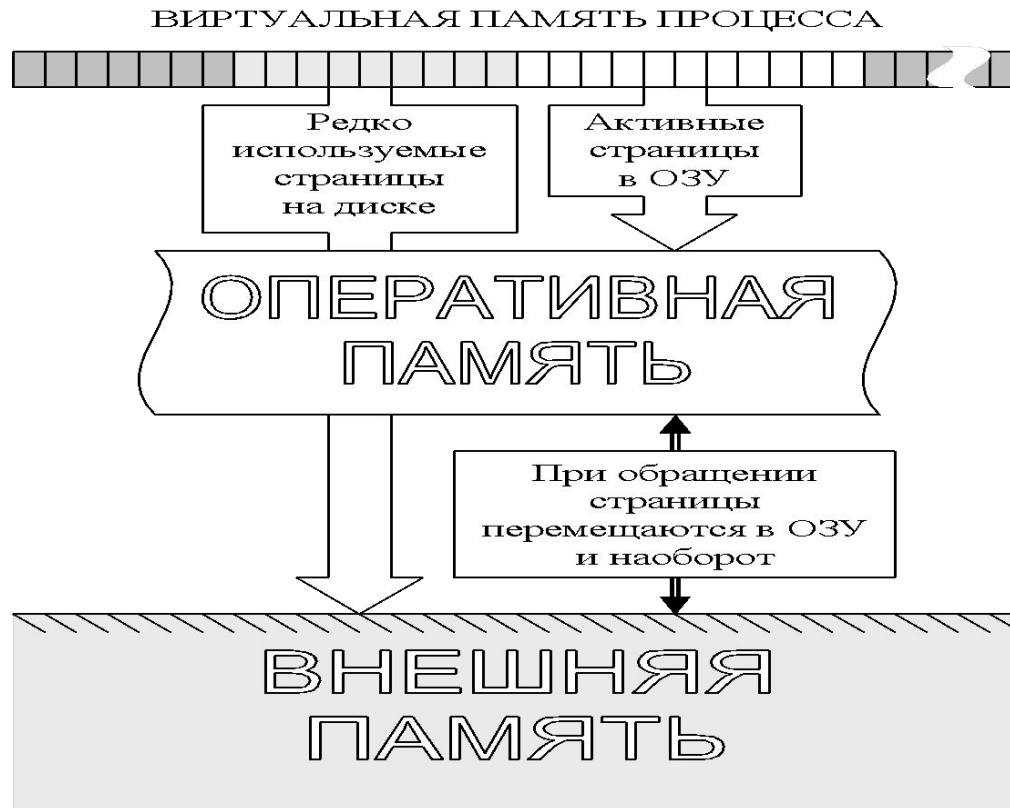 ВИРТУАЛЬНАЯ ПАМЯТЬ ПРОЦЕССА
Редко
используемые
страницы
на диске
Активные
страницы
в ОЗУ
ОПЕРАТИВНАЯ
ПАМЯТЬ
При обращении
страницы
перемещаются в ОЗУ
и наоборот
ВНЕШНЯЯ
ПАМЯТЬ